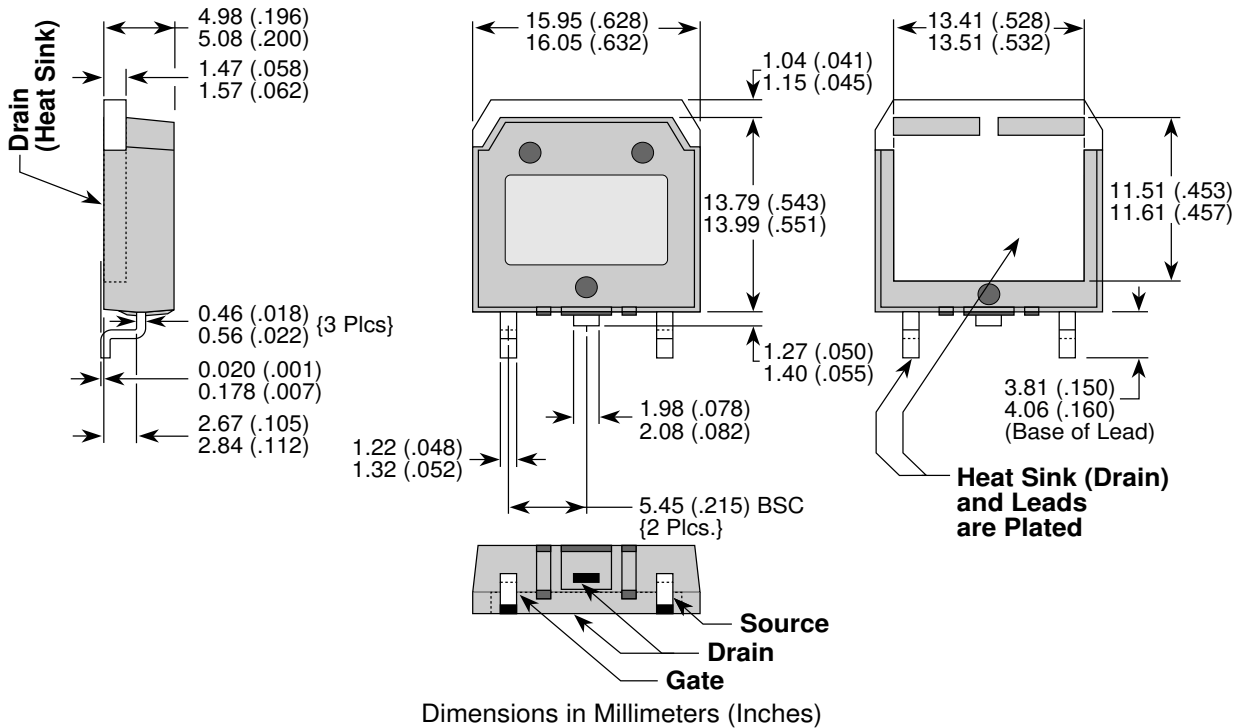 4.98 (.196)
5.08 (.200)
1.47 (.058)
1.57 (.062)
Drain
(Heat Sink)
0.46 (.018)
0.56 (.022)
{3 Plcs}
0.020 (.001)
0.178 (.007)
2.67 (.105)
2.84 (.112)
15.95 (.628)
16.05 (.632)
1.04 (.041)
1.15 (.045)
13.79 (.543)
13.99 (.551)
1.27 (.050)
1.40 (.055)
1.98 (.078)
2.08 (.082)
1.22 (.048)
1.32 (.052)
5.45 (.215) BSC
{2 Plcs.}
13.41 (.528)
13.51 (.532)
11.51 (.453)
11.61 (.457)
3.81 (.150)
4.06 (.160)
(Base of Lead)
Heat Sink (Drain)
and Leads
are Plated
Source
Drain
Gate
Dimensions in Millimeters (Inches)